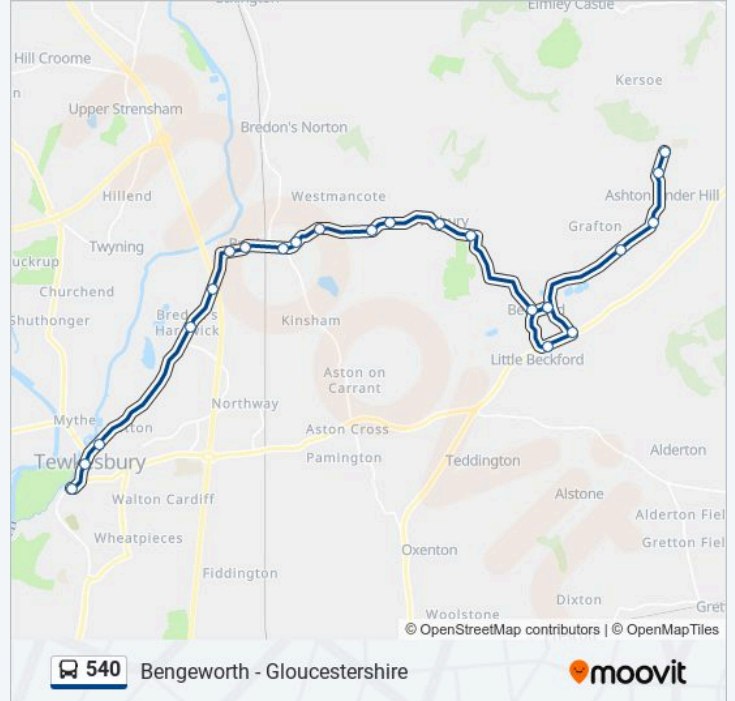 Elmley Castle
Hill Croome
Kersoe
Upper Strensham
Bredon's Norton
Hillend
Westmancote
Grafton
Twyning
Churchend
Shuthonger
Kinsham
Little Beckford
Aston on
Carrant
Northway
Mythe
Aston Cross
Pamington
Teddington
Alderton
Walton Cardiff
Alstone
Alderton Fiel
Wheatpieces
Gretton Fiel
Oxenton
Fiddington
Dixton
Woolstone
Gret
© OpenStreetMap contributors | © OpenMapTiles
540 Bengeworth - Gloucestershire
moovit